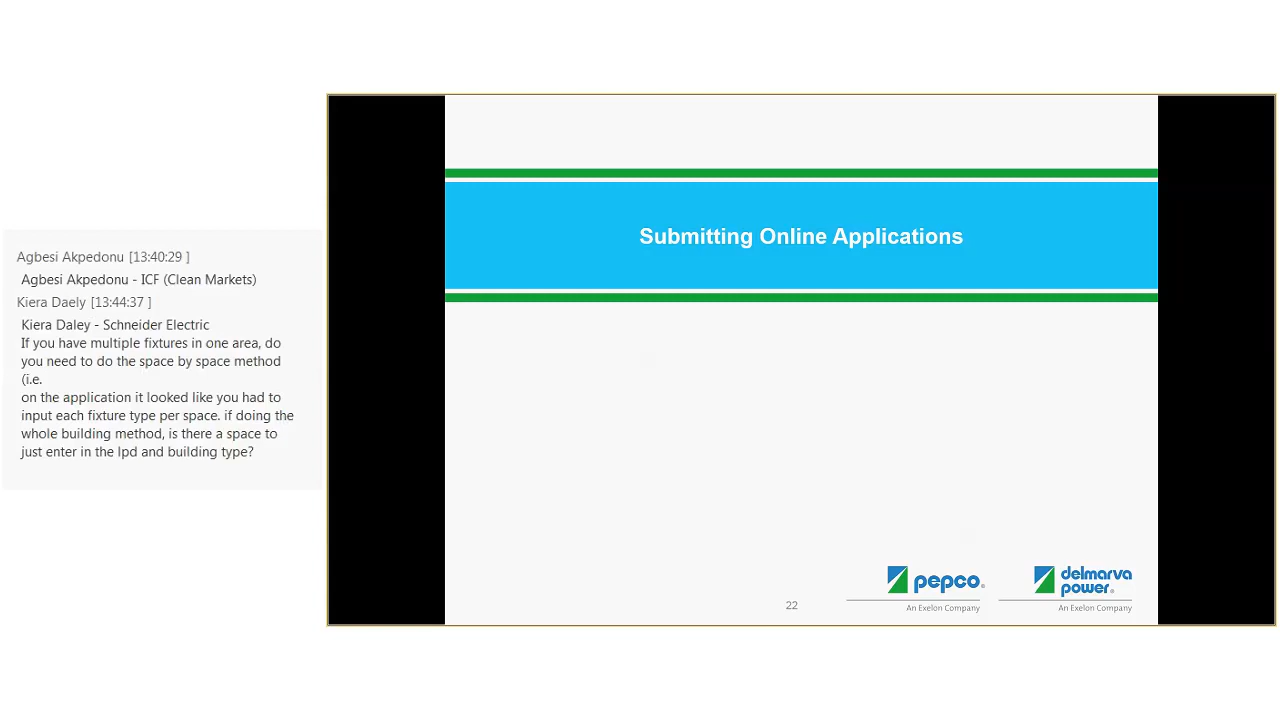 Agbesi Akpedonu [13:40:29 ]
Agbesi Akpedonu - ICF (Clean Markets)
Kiera Daely [13:44:37 ]
Kiera Daley - Schneider Electric
If you have multiple fixtures in one area, do
you need to do the space by space method
(i.e.
on the application it looked like you had to
input each fixture type per space. if doing the
whole building method, is there a space to
just enter in the lpd and building type?
Submitting Online Applications
22
pepco®
An Exelon Company
delmarva
power®
An Exelon Company